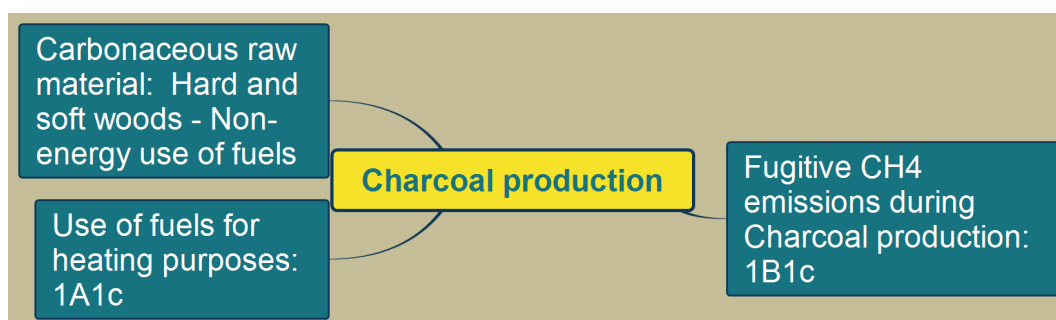 Carbonaceous raw
material:  Hard and
soft woods - Non-
energy use of fuels
Use of fuels for
heating purposes:
1A1c
Charcoal production
Fugitive CH4
emissions during
Charcoal production:
1B1c